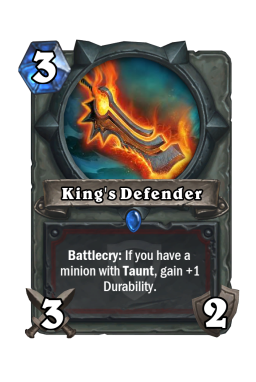 3
King's Defender
Battlecry: If you have a
minion with Taunt, gain +1
Durability.
3 2